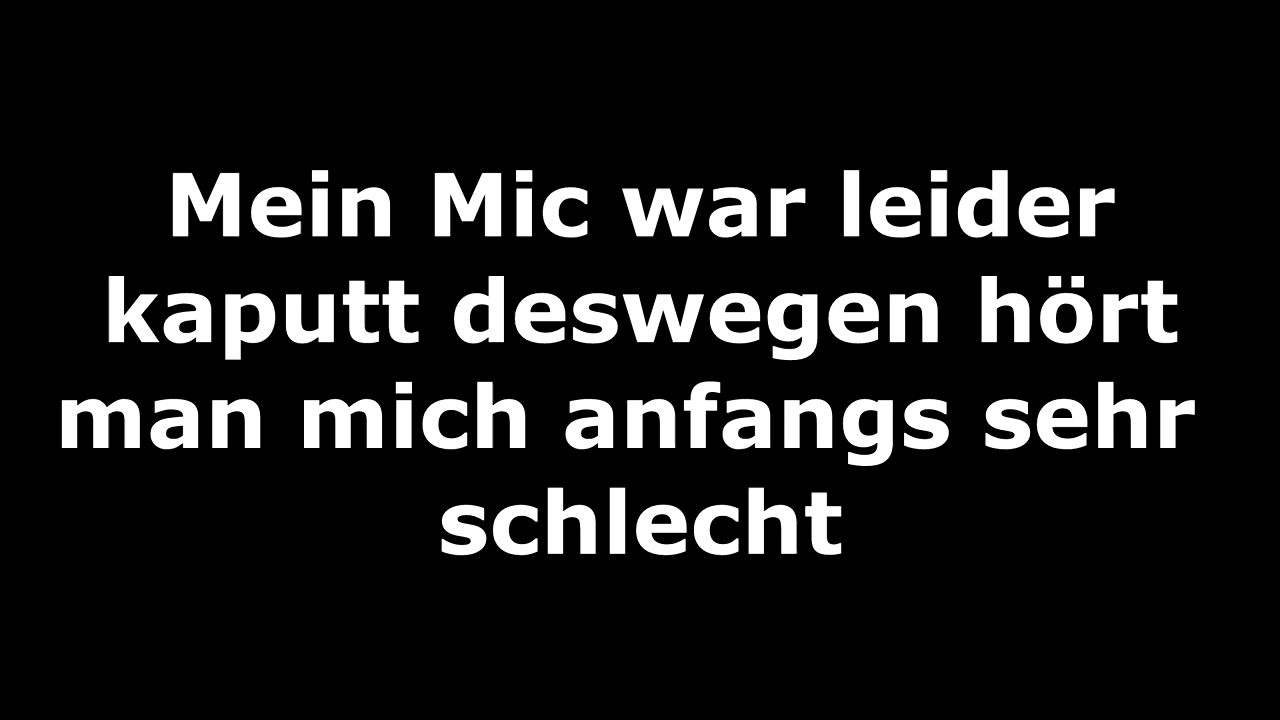 Mein Mic war leider
kaputt deswegen hört
man mich anfangs sehr
schlecht